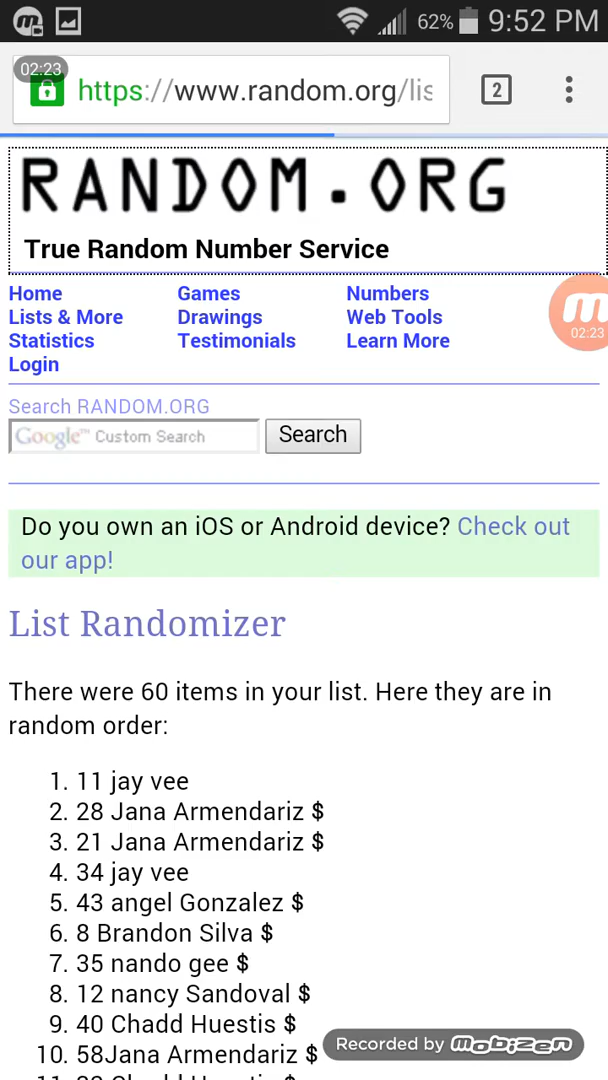 62% 9:52 PM
02:23
https://www.random.org/lis
2
RANDOM.ORG
True Random Number Service
Home Games Numbers
Lists & More Drawings Web Tools
Statistics Testimonials Learn More
Login
02:23
Search RANDOM.ORG
Google™ Custom Search Search
Do you own an iOS or Android device? Check out
our app!
List Randomizer
There were 60 items in your list. Here they are in
random order:
1. 11 jay vee
2. 28 Jana Armendariz $
3. 21 Jana Armendariz $
4. 34 jay vee
5. 43 angel Gonzalez $
6. 8 Brandon Silva $
7. 35 nando gee $
8. 12 nancy Sandoval $
9. 40 Chadd Huestis $
10. 58Jana Armendariz $
Recorded by mobizen